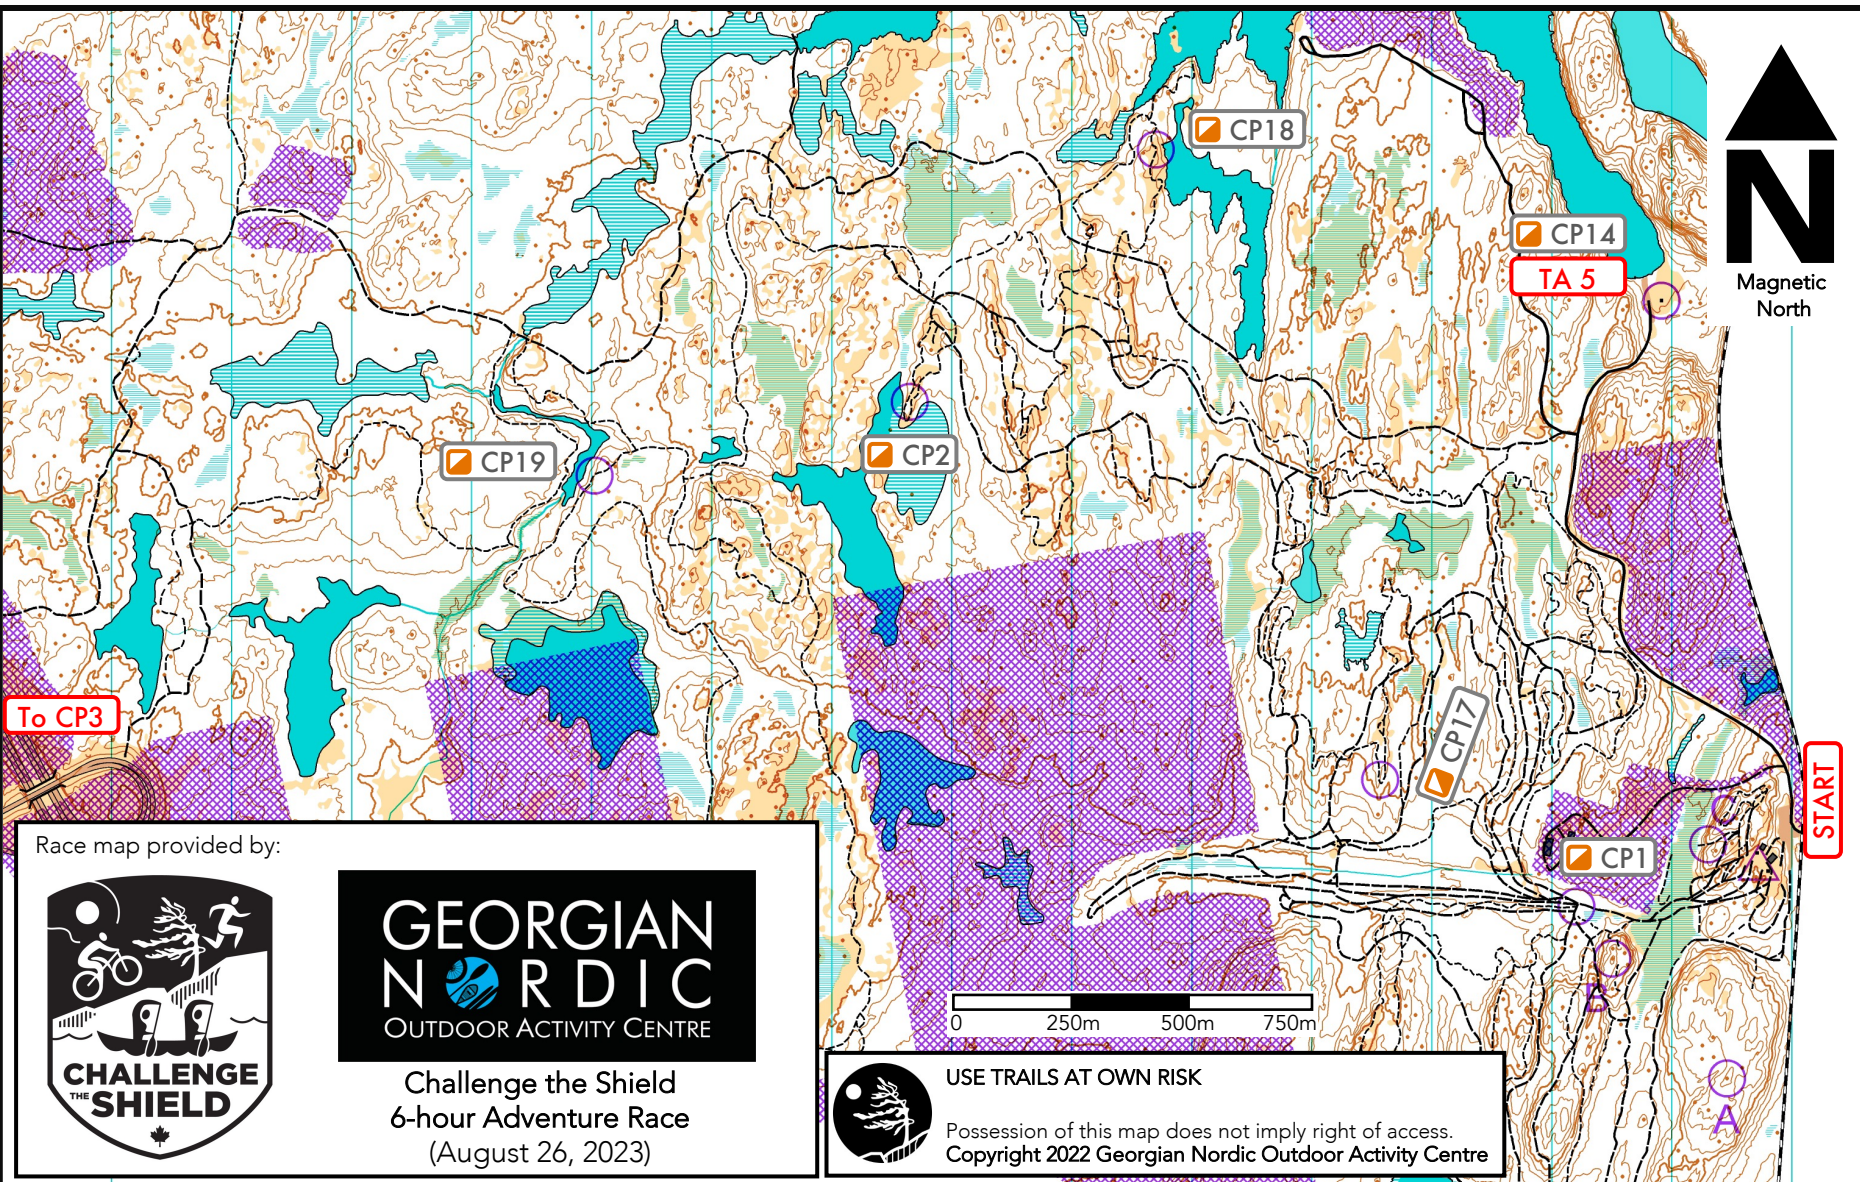 CP18
CP14
TA 5
N
Magnetic
North
CP19
CP2
To CP3
CP17
START
C
CP1
B
A
0 250m 500m 750m
Race map provided by:
CHALLENGE
THE SHIELD
GEORGIAN
NORDIC
OUTDOOR ACTIVITY CENTRE
Challenge the Shield
6-hour Adventure Race
(August 26, 2023)
USE TRAILS AT OWN RISK
Possession of this map does not imply right of access.
Copyright 2022 Georgian Nordic Outdoor Activity Centre